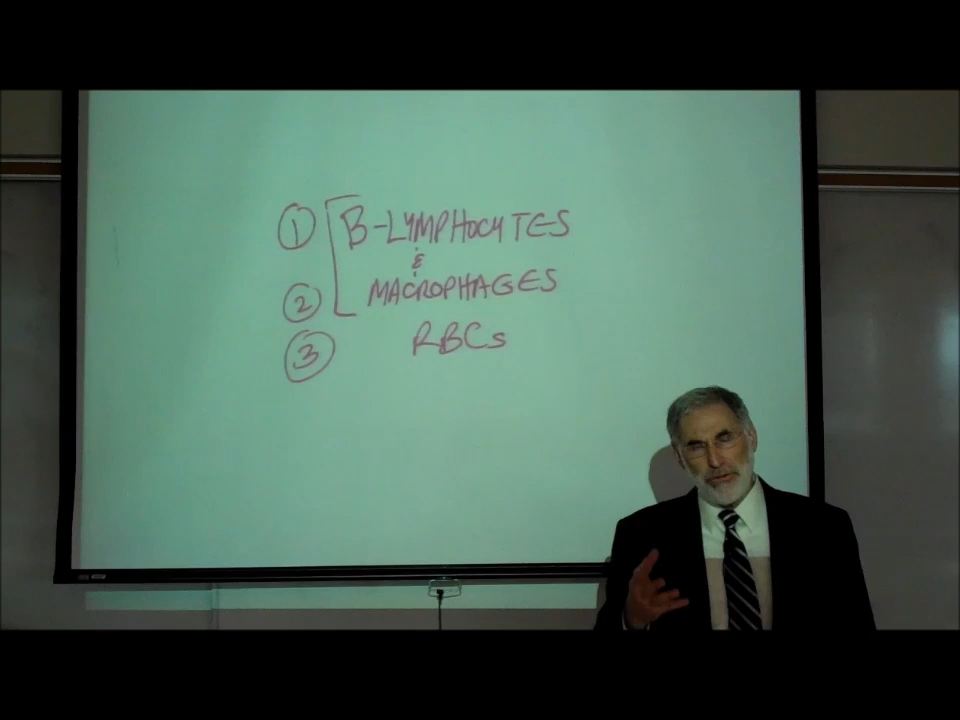 ① B-LYMPHOCYTES
&
② MACROPHAGES
③ RBCs